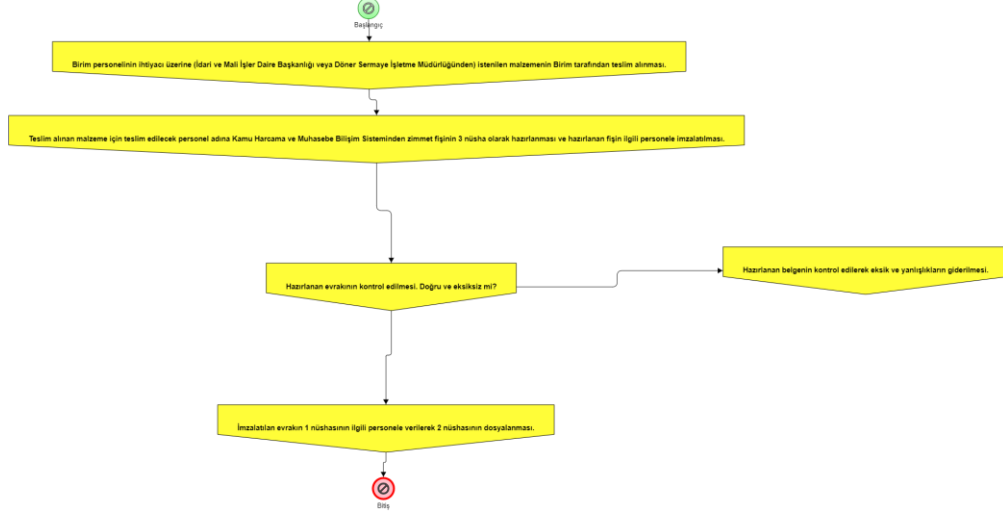 Başlangıç
Birim personelinin ihtiyacı üzerine (İdari ve Mali İşler Daire Başkanlığı veya Döner Sermaye İşletme Müdürlüğünden) istenilen malzemenin Birim tarafından teslim alınması.
Teslim alınan malzeme için teslim edilecek personel adına Kamu Harcama ve Muhasebe Bilişim Sisteminden zimmet fişinin 3 nüsha olarak hazırlanması ve hazırlanan fişin ilgili personele imzalatılması.
Hazırlanan evrakının kontrol edilmesi. Doğru ve eksiksiz mi?
Hazırlanan belgenin kontrol edilerek eksik ve yanlışlıkların giderilmesi.
İmzalatılan evrakın 1 nüshasının ilgili personele verilerek 2 nüshasının dosyalanması.
Bitiş